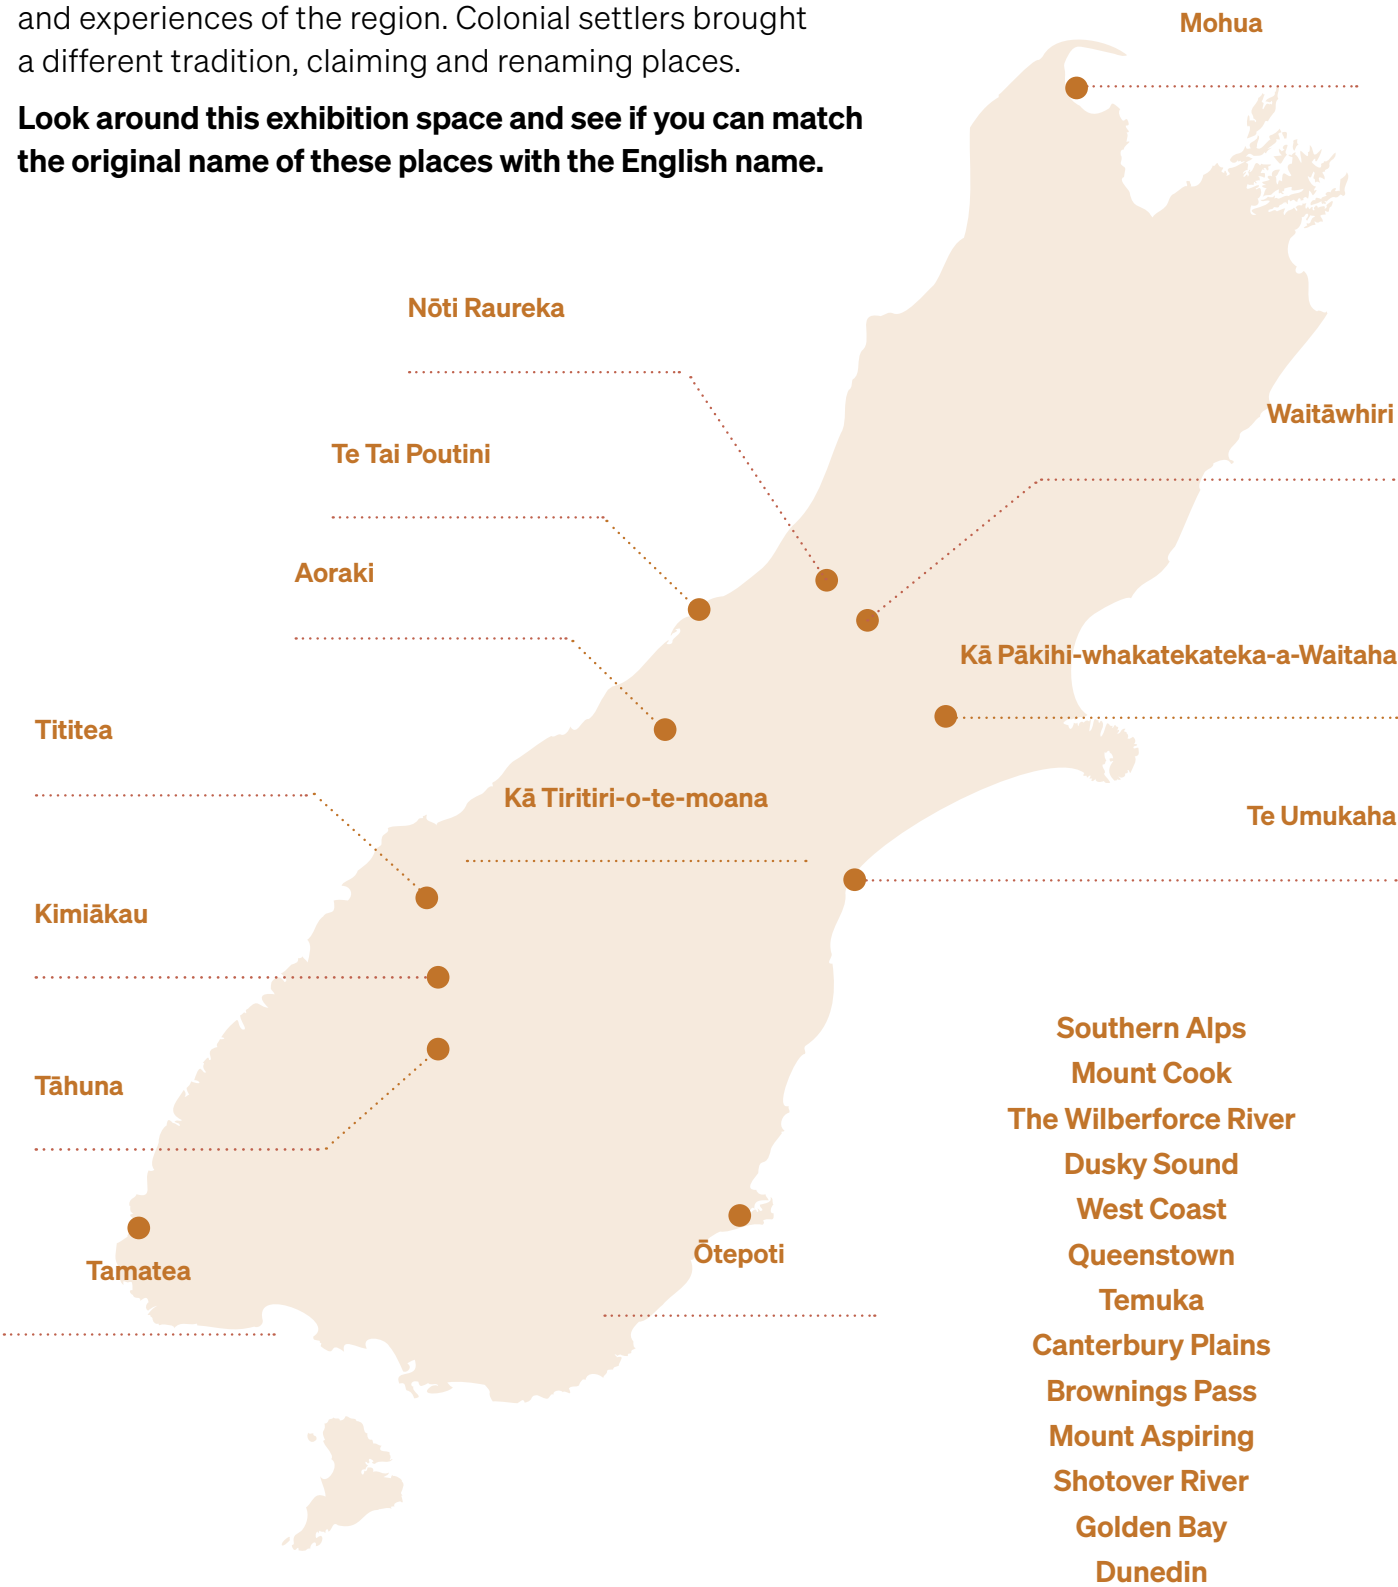 and experiences of the region. Colonial settlers brought
a different tradition, claiming and renaming places.
Look around this exhibition space and see if you can match
the original name of these places with the English name.
Mohua
Nōti Raureka
Waitāwhiri
Te Tai Poutini
Aoraki
Kā Pākihi-whakatekateka-a-Waitaha
Tititea
Kā Tiritiri-o-te-moana
Te Umukaha
Kimiākau
Tāhuna
Ōtepoti
Tamatea
Southern Alps
Mount Cook
The Wilberforce River
Dusky Sound
West Coast
Queenstown
Temuka
Canterbury Plains
Brownings Pass
Mount Aspiring
Shotover River
Golden Bay
Dunedin